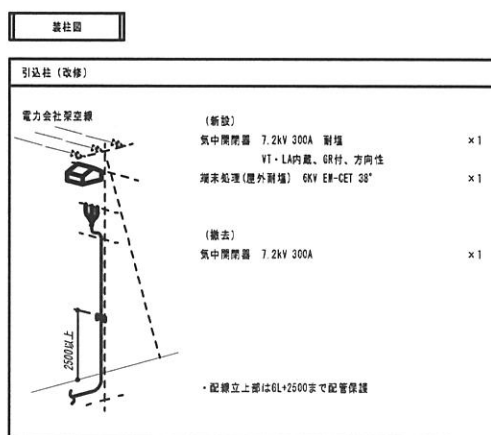 装柱図
引込柱（改修）
電力会社架空線
（新設）
気中開閉器 7.2kV 300A 耐塩 ×1
VT・LA内蔵、GR付、方向性
端末処理(屋外耐塩) 6KV EM-CET 38° ×1
（撤去）
気中開閉器 7.2kV 300A ×1
2500以上
・配線立上部はGL+2500まで配管保護